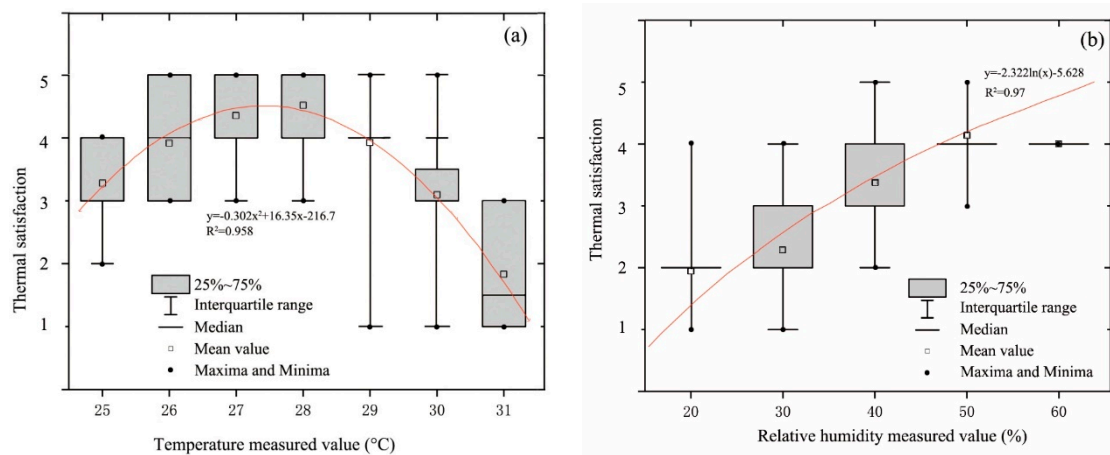 (a)
5
4
3
2
1
Thermal satisfaction
y=-0.302x²+16.35x-216.7
R²=0.958
25%~75%
Interquartile range
Median
Mean value
Maxima and Minima
25 26 27 28 29 30 31
Temperature measured value (°C)
(b)
5
4
3
2
1
Thermal satisfaction
y=-2.322ln(x)-5.628
R²=0.97
25%~75%
Interquartile range
Median
Mean value
Maxima and Minima
20 30 40 50 60
Relative humidity measured value (%)